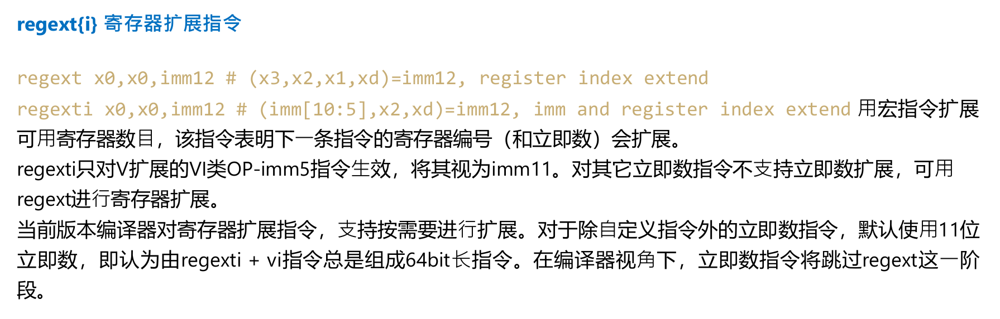 regext{i} 寄存器扩展指令
regext x0,x0,imm12 # (x3,x2,x1,xd)=imm12, register index extend
regexti x0,x0,imm12 # (imm[10:5],x2,xd)=imm12, imm and register index extend 用宏指令扩展
可用寄存器数目，该指令表明下一条指令的寄存器编号（和立即数）会扩展。
regexti只对V扩展的VI类OP-imm5指令生效，将其视为imm11。对其它立即数指令不支持立即数扩展，可用
regext进行寄存器扩展。
当前版本编译器对寄存器扩展指令，支持按需要进行扩展。对于除自定义指令外的立即数指令，默认使用11位
立即数，即认为由regexti + vi指令总是组成64bit长指令。在编译器视角下，立即数指令将跳过regext这一阶
段。